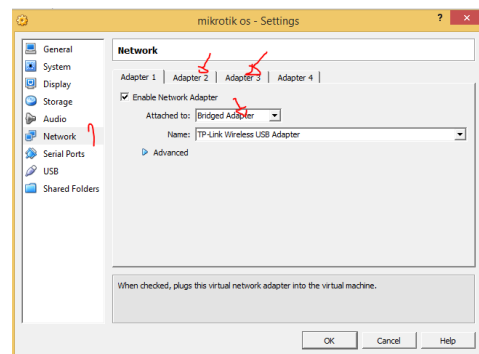 mikrotik os - Settings
?
General
System
Display
Storage
Audio
Network
Serial Ports
USB
Shared Folders
Network
Adapter 1
Adapter 2
Adapter 3
Adapter 4
Enable Network Adapter
Attached to: Bridged Adapter
Name: TP-Link Wireless USB Adapter
Advanced
When checked, plugs this virtual network adapter into the virtual machine.
OK
Cancel
Help